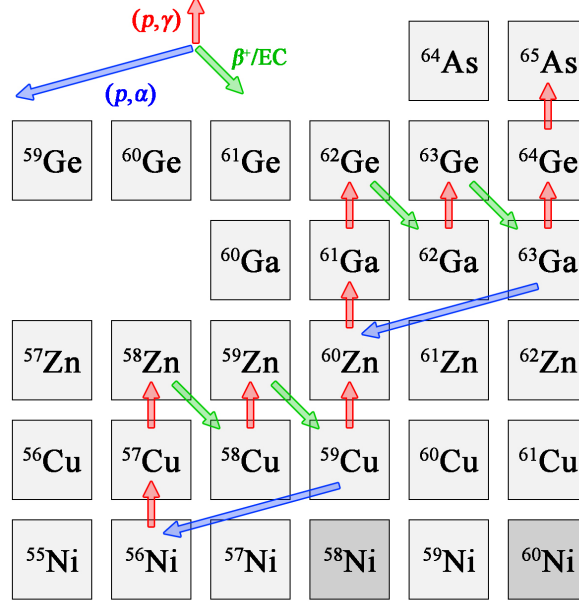 (p,γ)
β⁺/EC
(p,α)
⁶⁴As ⁶⁵As
⁵⁹Ge ⁶⁰Ge ⁶¹Ge ⁶²Ge ⁶³Ge ⁶⁴Ge
⁶⁰Ga ⁶¹Ga ⁶²Ga ⁶³Ga
⁵⁷Zn ⁵⁸Zn ⁵⁹Zn ⁶⁰Zn ⁶¹Zn ⁶²Zn
⁵⁶Cu ⁵⁷Cu ⁵⁸Cu ⁵⁹Cu ⁶⁰Cu ⁶¹Cu
⁵⁵Ni ⁵⁶Ni ⁵⁷Ni ⁵⁸Ni ⁵⁹Ni ⁶⁰Ni